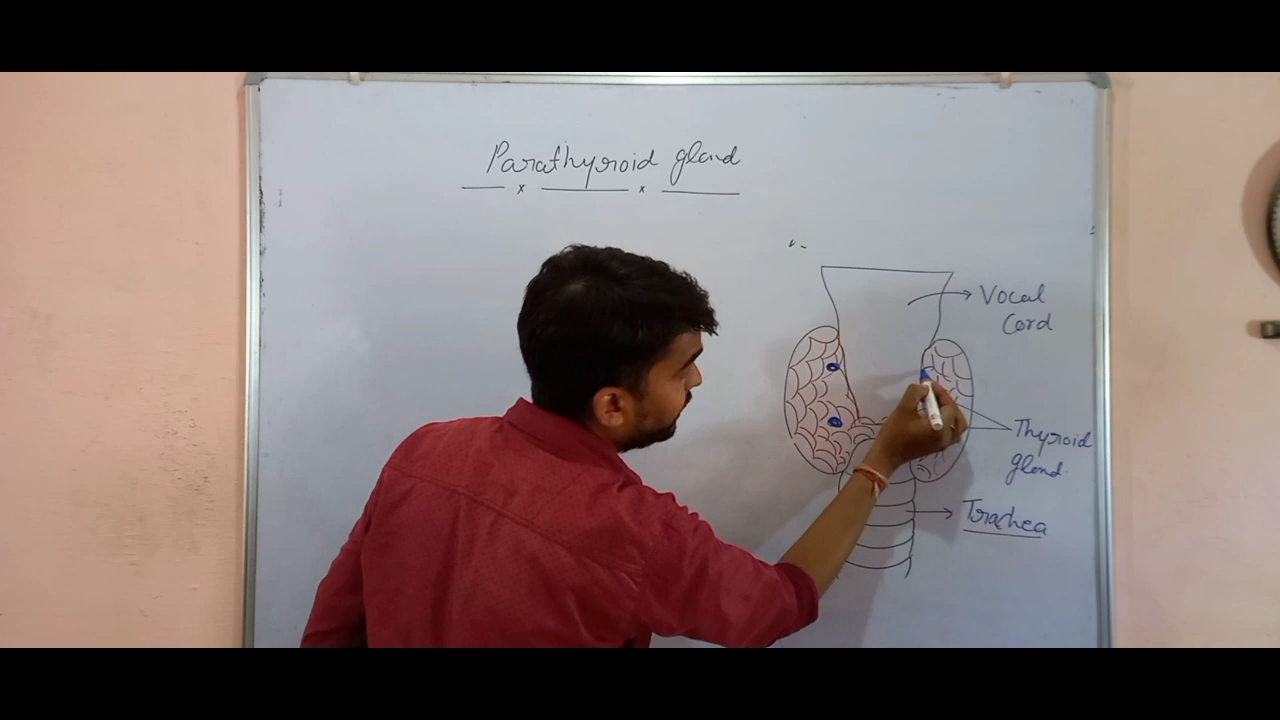 Parathyroid gland
Vocal
Cord
Thyroid
gland
Trachea